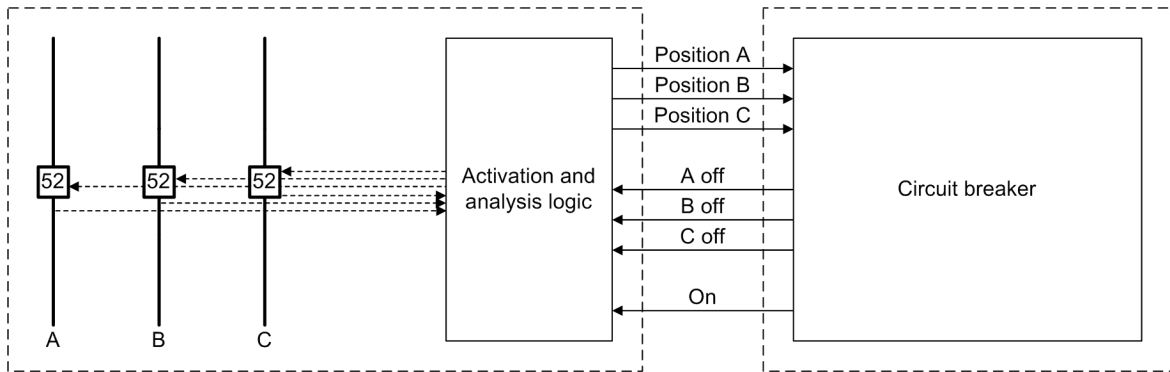 Position A
Position B
Position C
52 52 52
Activation and
analysis logic
A off
B off
C off
Circuit breaker
On
A B C